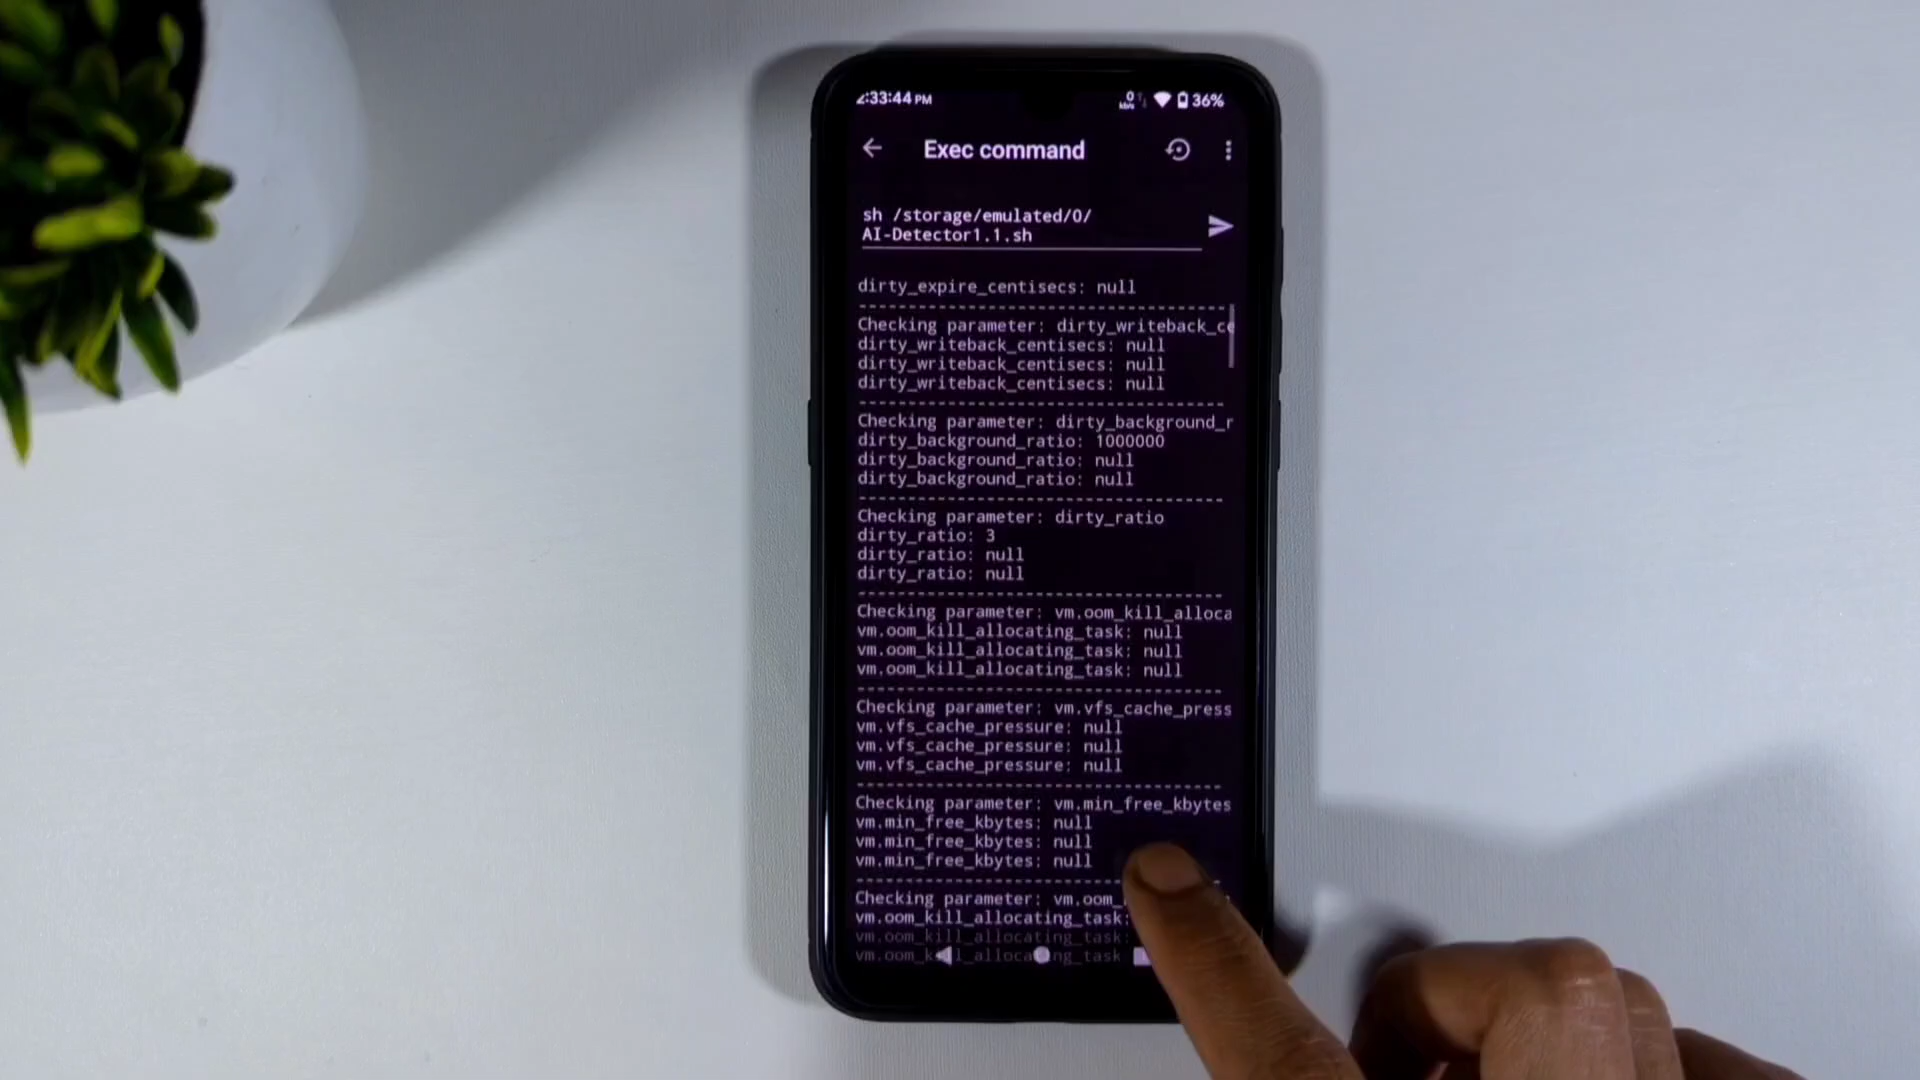 2:33:44 PM
0 36%
Exec command
sh /storage/emulated/0/
AI-Detector1.1.sh
dirty_expire_centisecs: null
--------------------------------------
Checking parameter: dirty_writeback_ce
dirty_writeback_centisecs: null
dirty_writeback_centisecs: null
dirty_writeback_centisecs: null
--------------------------------------
Checking parameter: dirty_background_r
dirty_background_ratio: 1000000
dirty_background_ratio: null
dirty_background_ratio: null
--------------------------------------
Checking parameter: dirty_ratio
dirty_ratio: 3
dirty_ratio: null
dirty_ratio: null
--------------------------------------
Checking parameter: vm.oom_kill_alloca
vm.oom_kill_allocating_task: null
vm.oom_kill_allocating_task: null
vm.oom_kill_allocating_task: null
--------------------------------------
Checking parameter: vm.vfs_cache_press
vm.vfs_cache_pressure: null
vm.vfs_cache_pressure: null
vm.vfs_cache_pressure: null
--------------------------------------
Checking parameter: vm.min_free_kbytes
vm.min_free_kbytes: null
vm.min_free_kbytes: null
vm.min_free_kbytes: null
--------------------------------------
Checking parameter: vm.oom_
vm.oom_kill_allocating_task:
vm.oom_kill_allocating_task: